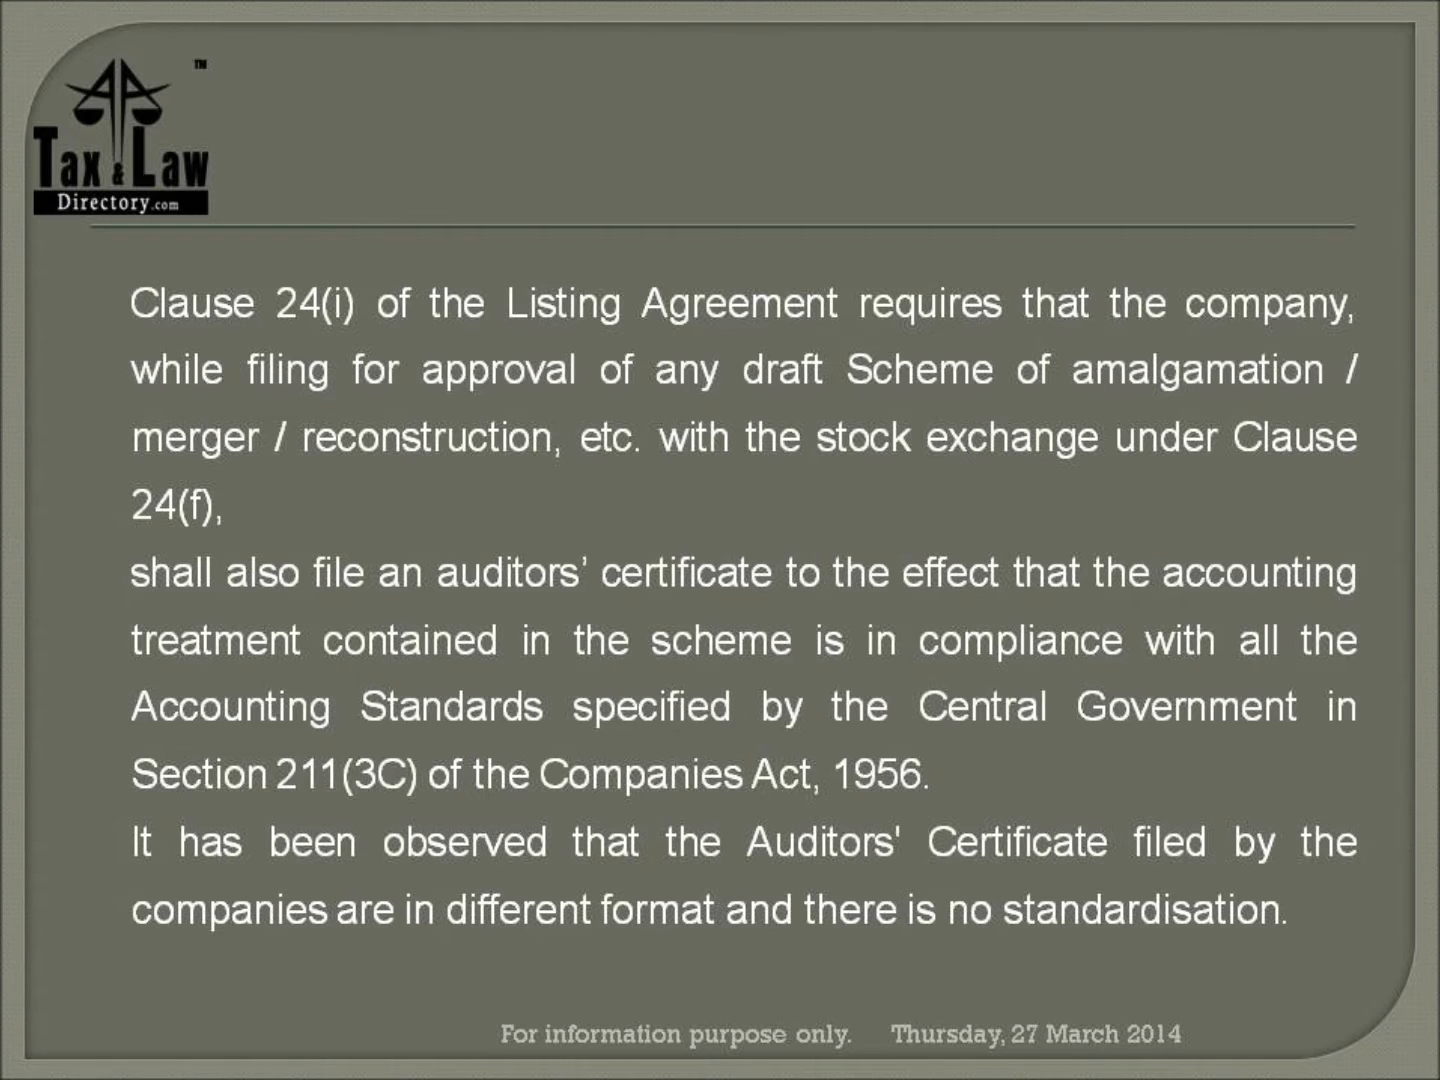 TM
Tax & Law
Directory.com
Clause 24(i) of the Listing Agreement requires that the company,
while filing for approval of any draft Scheme of amalgamation /
merger / reconstruction, etc. with the stock exchange under Clause
24(f),
shall also file an auditors’ certificate to the effect that the accounting
treatment contained in the scheme is in compliance with all the
Accounting Standards specified by the Central Government in
Section 211(3C) of the Companies Act, 1956.
It has been observed that the Auditors' Certificate filed by the
companies are in different format and there is no standardisation.
For information purpose only. Thursday, 27 March 2014